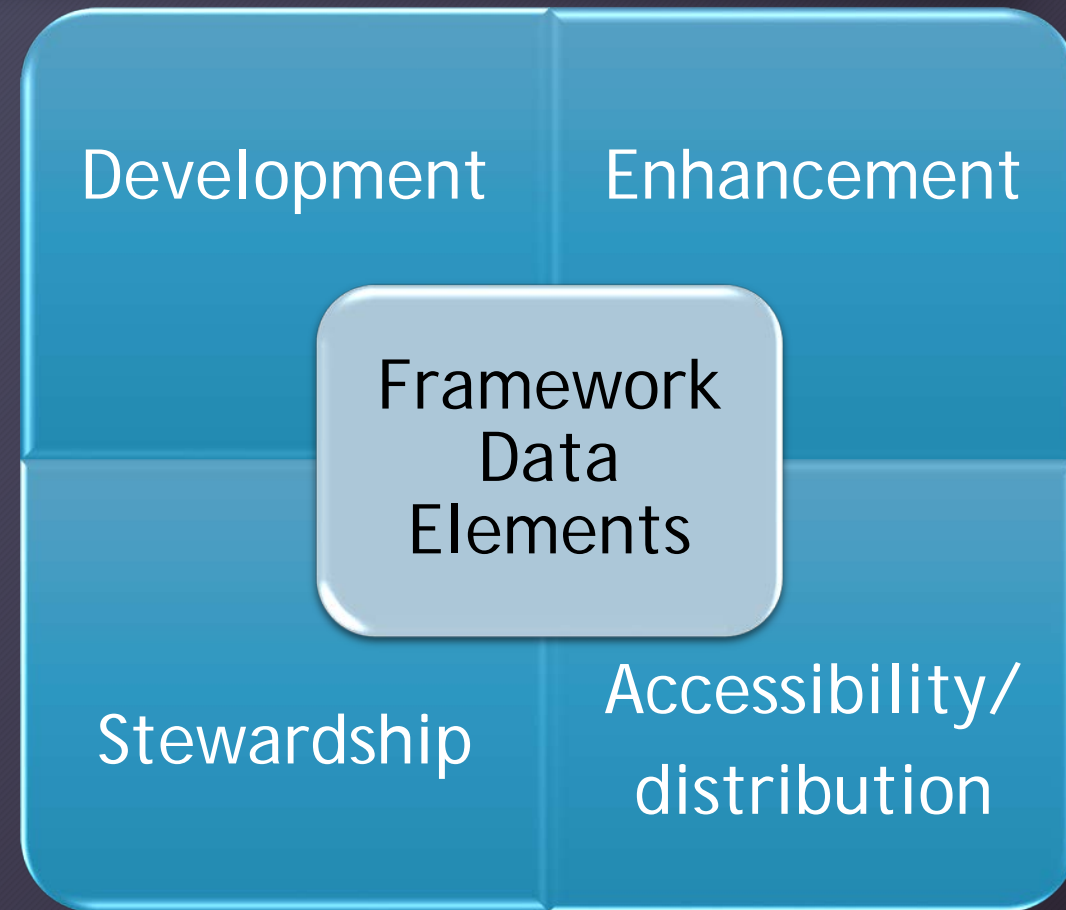 Development
Enhancement
Framework
Data
Elements
Stewardship
Accessibility/
distribution